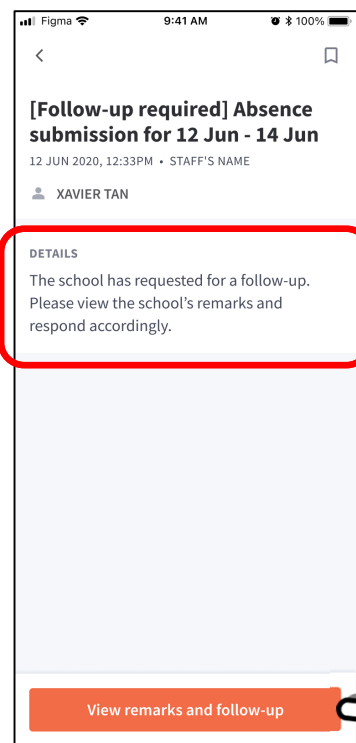 Figma 9:41 AM 100%
[Follow-up required] Absence
submission for 12 Jun - 14 Jun
12 JUN 2020, 12:33PM • STAFF'S NAME
XAVIER TAN
DETAILS
The school has requested for a follow-up.
Please view the school’s remarks and
respond accordingly.
View remarks and follow-up